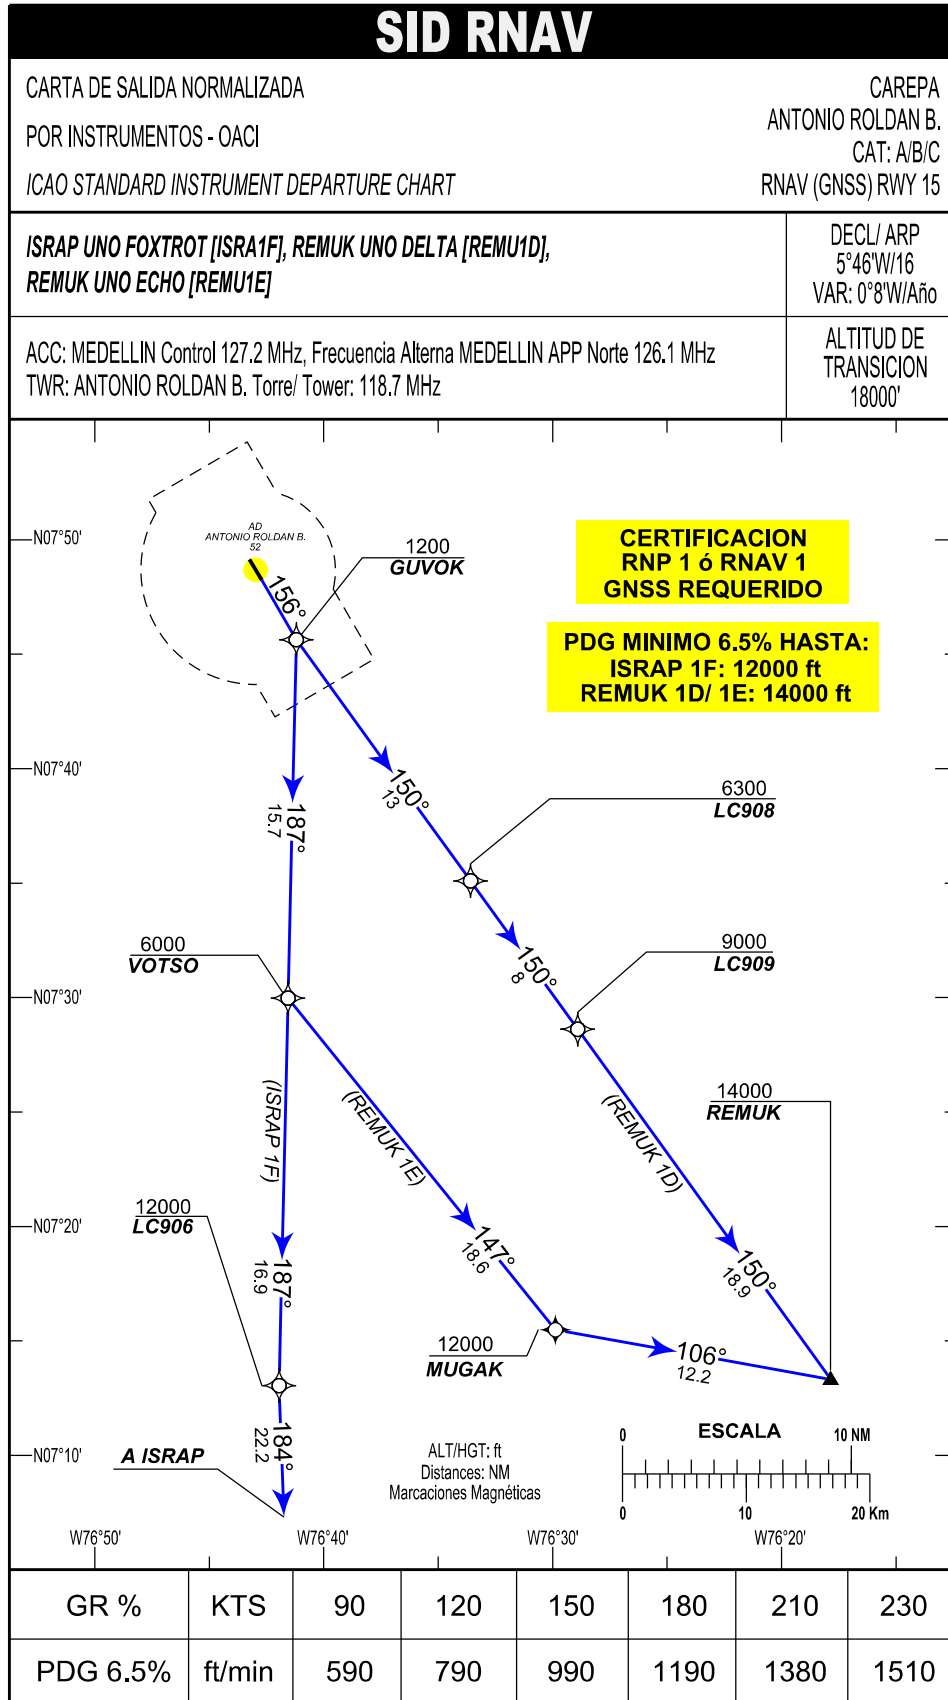 SID RNAV
CARTA DE SALIDA NORMALIZADA
POR INSTRUMENTOS - OACI
ICAO STANDARD INSTRUMENT DEPARTURE CHART
CAREPA
ANTONIO ROLDAN B.
CAT: A/B/C
RNAV (GNSS) RWY 15
ISRAP UNO FOXTROT [ISRA1F], REMUK UNO DELTA [REMU1D],
REMUK UNO ECHO [REMU1E]
DECL/ ARP
5°46'W/16
VAR: 0°8'W/Año
ACC: MEDELLIN Control 127.2 MHz, Frecuencia Alterna MEDELLIN APP Norte 126.1 MHz
TWR: ANTONIO ROLDAN B. Torre/ Tower: 118.7 MHz
ALTITUD DE
TRANSICION
18000'
AD
ANTONIO ROLDAN B.
52
N07°50'
1200
GUVOK
156°
CERTIFICACION
RNP 1 ó RNAV 1
GNSS REQUERIDO
PDG MINIMO 6.5% HASTA:
ISRAP 1F: 12000 ft
REMUK 1D/ 1E: 14000 ft
N07°40'
187°
15.7
150°
13
6300
LC908
6000
VOTSO
150°
8
9000
LC909
N07°30'
(ISRAP 1F)
(REMUK 1E)
(REMUK 1D)
14000
REMUK
12000
LC906
N07°20'
187°
16.9
147°
18.6
150°
18.9
12000
MUGAK
106°
12.2
184°
22.2
A ISRAP
N07°10'
ALT/HGT: ft
Distances: NM
Marcaciones Magnéticas
0 ESCALA 10 NM
0 10 20 Km
W76°50' W76°40' W76°30' W76°20'
GR % KTS 90 120 150 180 210 230
PDG 6.5% ft/min 590 790 990 1190 1380 1510